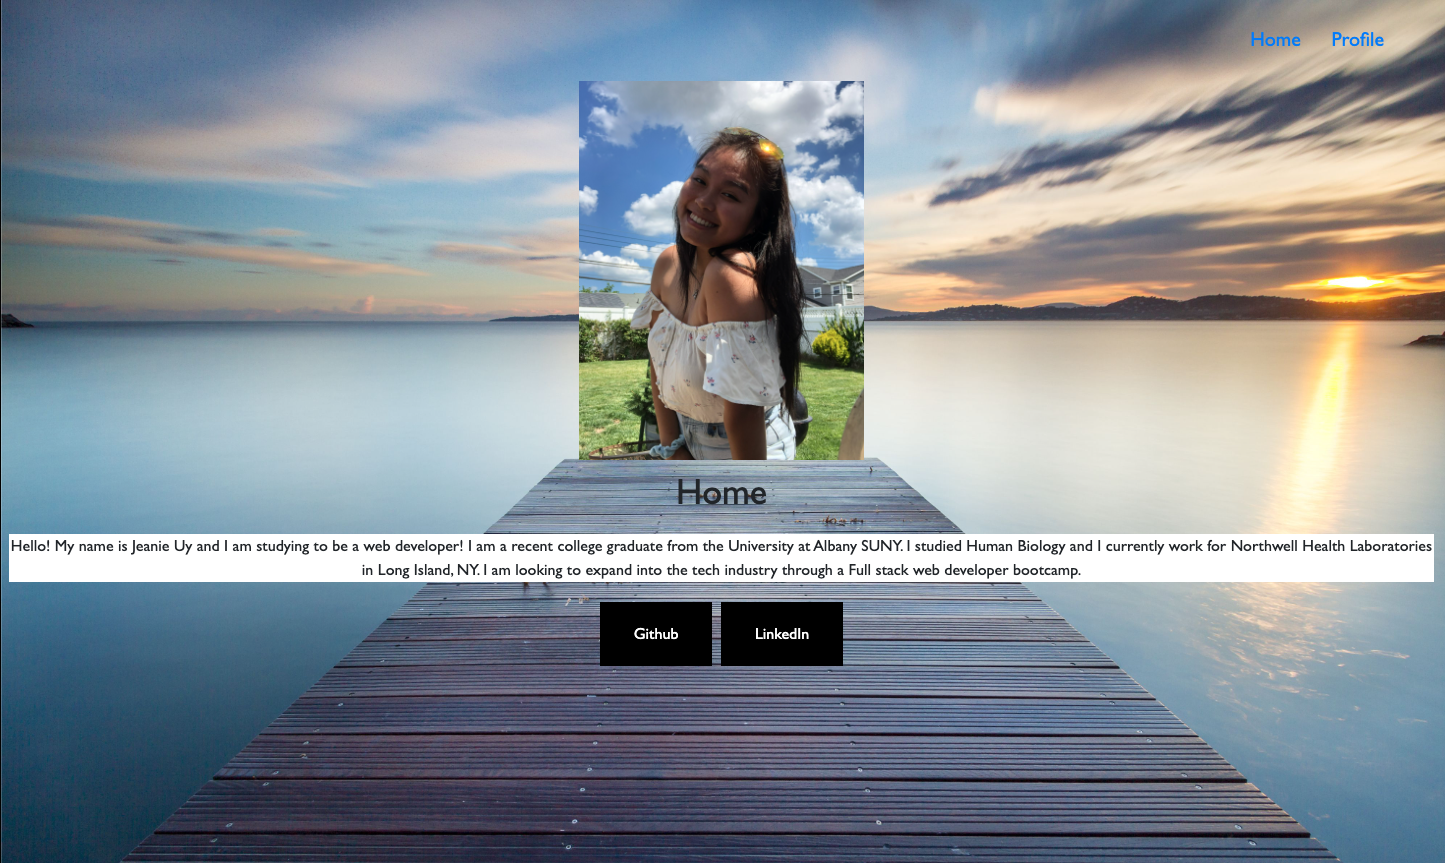 Home Profile
Home
Hello! My name is Jeanie Uy and I am studying to be a web developer! I am a recent college graduate from the University at Albany SUNY. I studied Human Biology and I currently work for Northwell Health Laboratories
in Long Island, NY. I am looking to expand into the tech industry through a Full stack web developer bootcamp.
Github LinkedIn